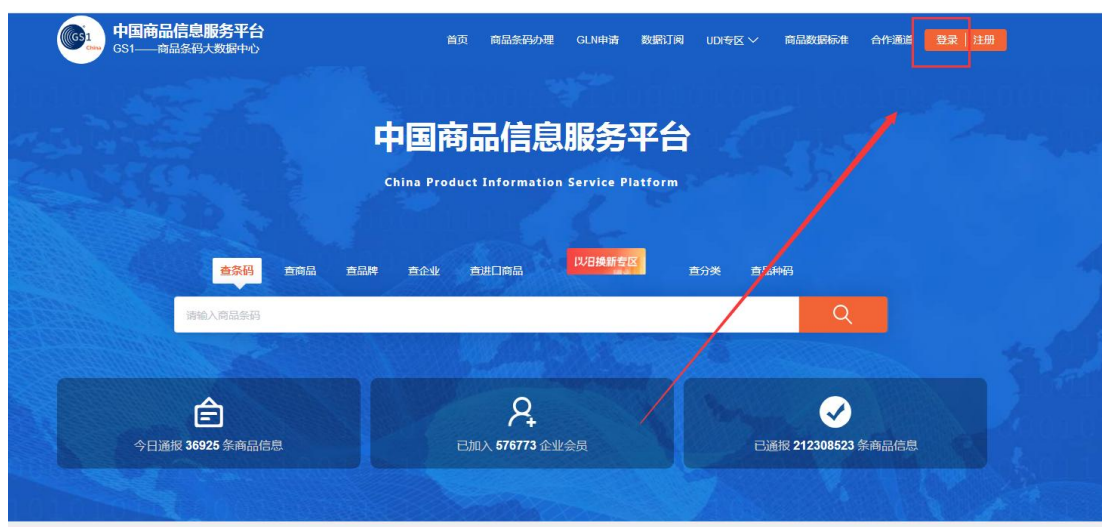 GS1
China
中国商品信息服务平台
GS1——商品条码大数据中心
首页 商品条码办理 GLN申请 数据订阅 UDI专区 商品数据标准 合作通道 登录 | 注册
中国商品信息服务平台
China Product Information Service Platform
查条码 查商品 查品牌 查企业 查进口商品 以旧换新专区 查分类 查品种码
请输入商品条码
今日通报 36925 条商品信息
已加入 576773 企业会员
已通报 212308523 条商品信息